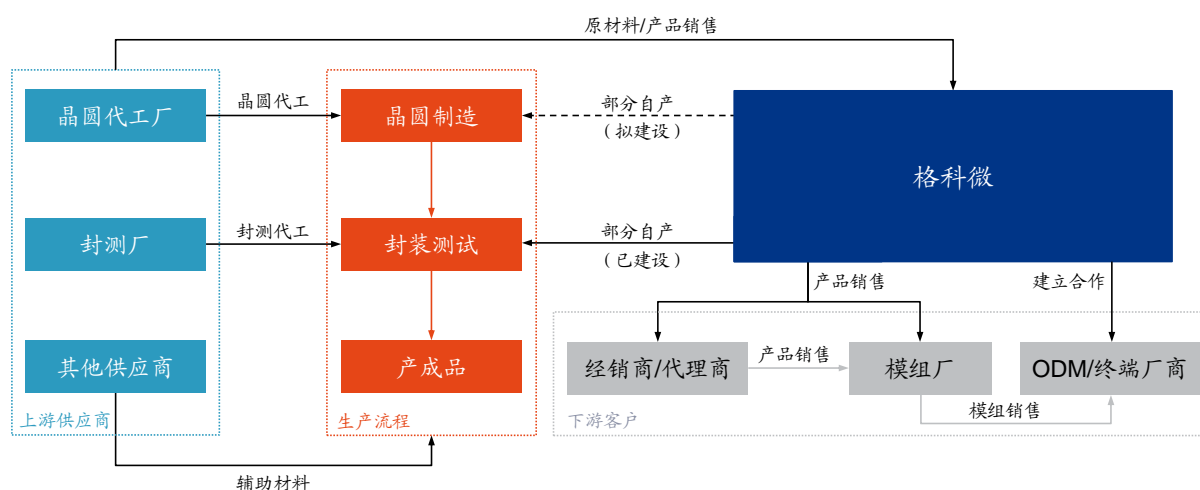 原材料/产品销售
晶圆代工厂
晶圆代工
晶圆制造
部分自产
（拟建设）
格科微
封测厂
封测代工
封装测试
部分自产
（已建设）
产品销售
建立合作
其他供应商
产成品
经销商/代理商
产品销售
模组厂
ODM/终端厂商
模组销售
上游供应商
生产流程
下游客户
辅助材料